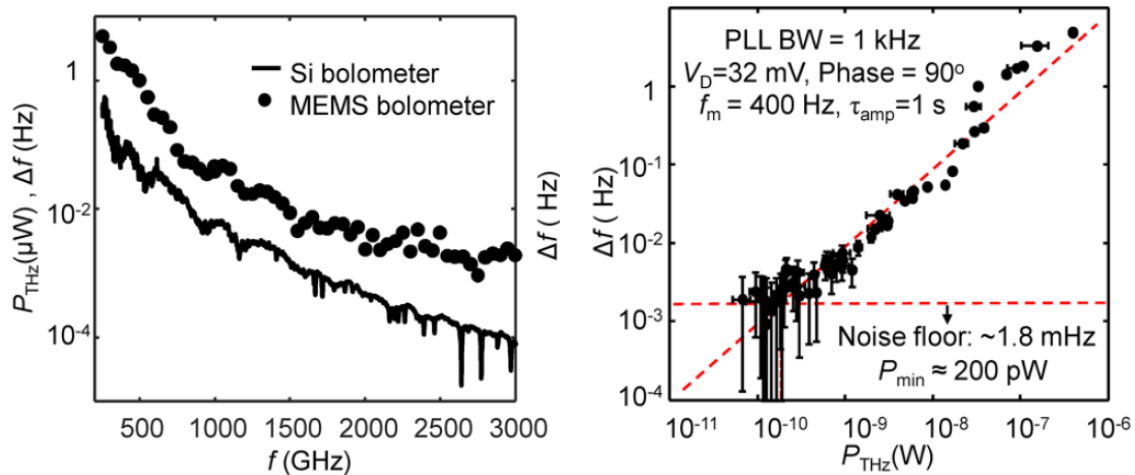 P_THz(µW) , Δf (Hz)
1
10⁻²
10⁻⁴
Si bolometer
MEMS bolometer
500 1000 1500 2000 2500 3000
f (GHz)
Δf ( Hz)
Δf ( Hz)
1
10⁻¹
10⁻²
10⁻³
10⁻⁴
PLL BW = 1 kHz
V_D=32 mV, Phase = 90°
f_m = 400 Hz, τ_amp=1 s
Noise floor: ~1.8 mHz
P_min ≈ 200 pW
10⁻¹¹ 10⁻¹⁰ 10⁻⁹ 10⁻⁸ 10⁻⁷ 10⁻⁶
P_THz(W)